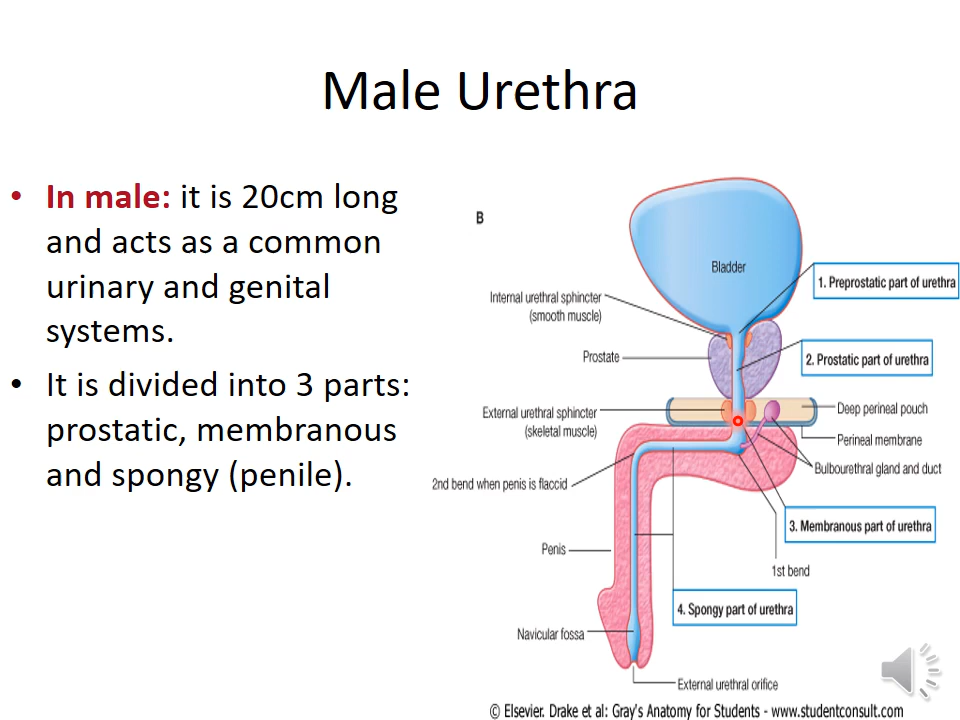 Male Urethra
• In male: it is 20cm long
and acts as a common
urinary and genital
systems.
• It is divided into 3 parts:
prostatic, membranous
and spongy (penile).
B
Bladder
1. Preprostatic part of urethra
Internal urethral sphincter
(smooth muscle)
Prostate
2. Prostatic part of urethra
External urethral sphincter
(skeletal muscle)
Deep perineal pouch
Perineal membrane
Bulbourethral gland and duct
2nd bend when penis is flaccid
3. Membranous part of urethra
Penis
1st bend
4. Spongy part of urethra
Navicular fossa
External urethral orifice
© Elsevier. Drake et al: Gray's Anatomy for Students - www.studentconsult.com